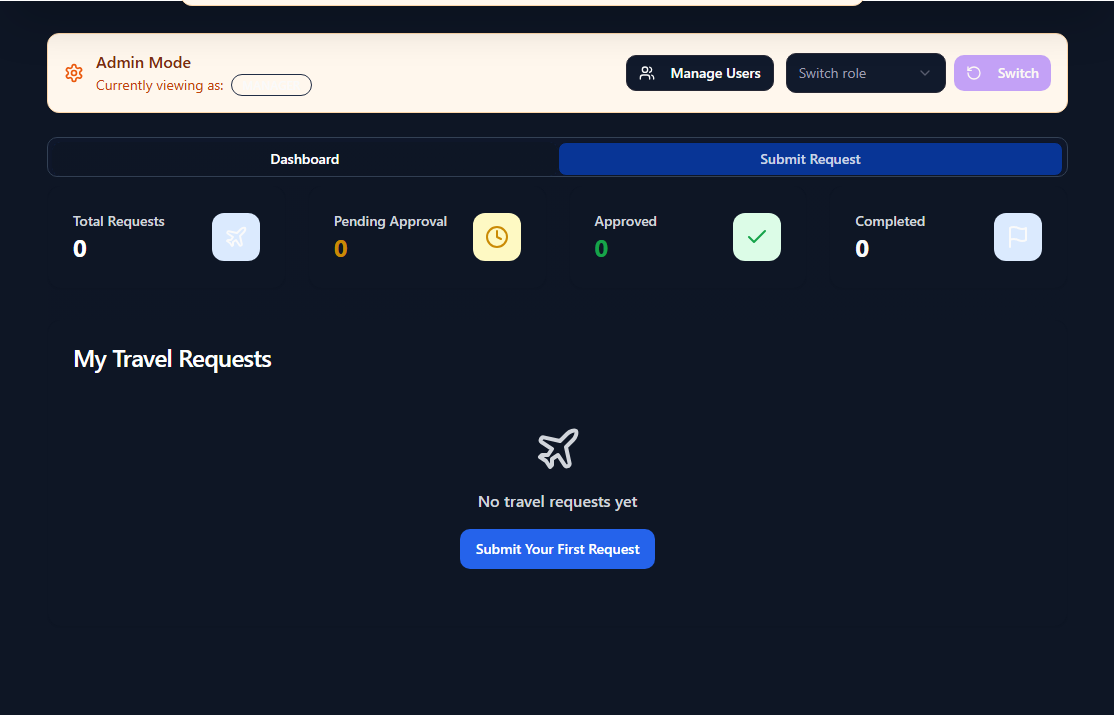 Admin Mode
Currently viewing as:
Manage Users
Switch role
Switch
Dashboard
Submit Request
Total Requests
0
Pending Approval
0
Approved
0
Completed
0
My Travel Requests
No travel requests yet
Submit Your First Request